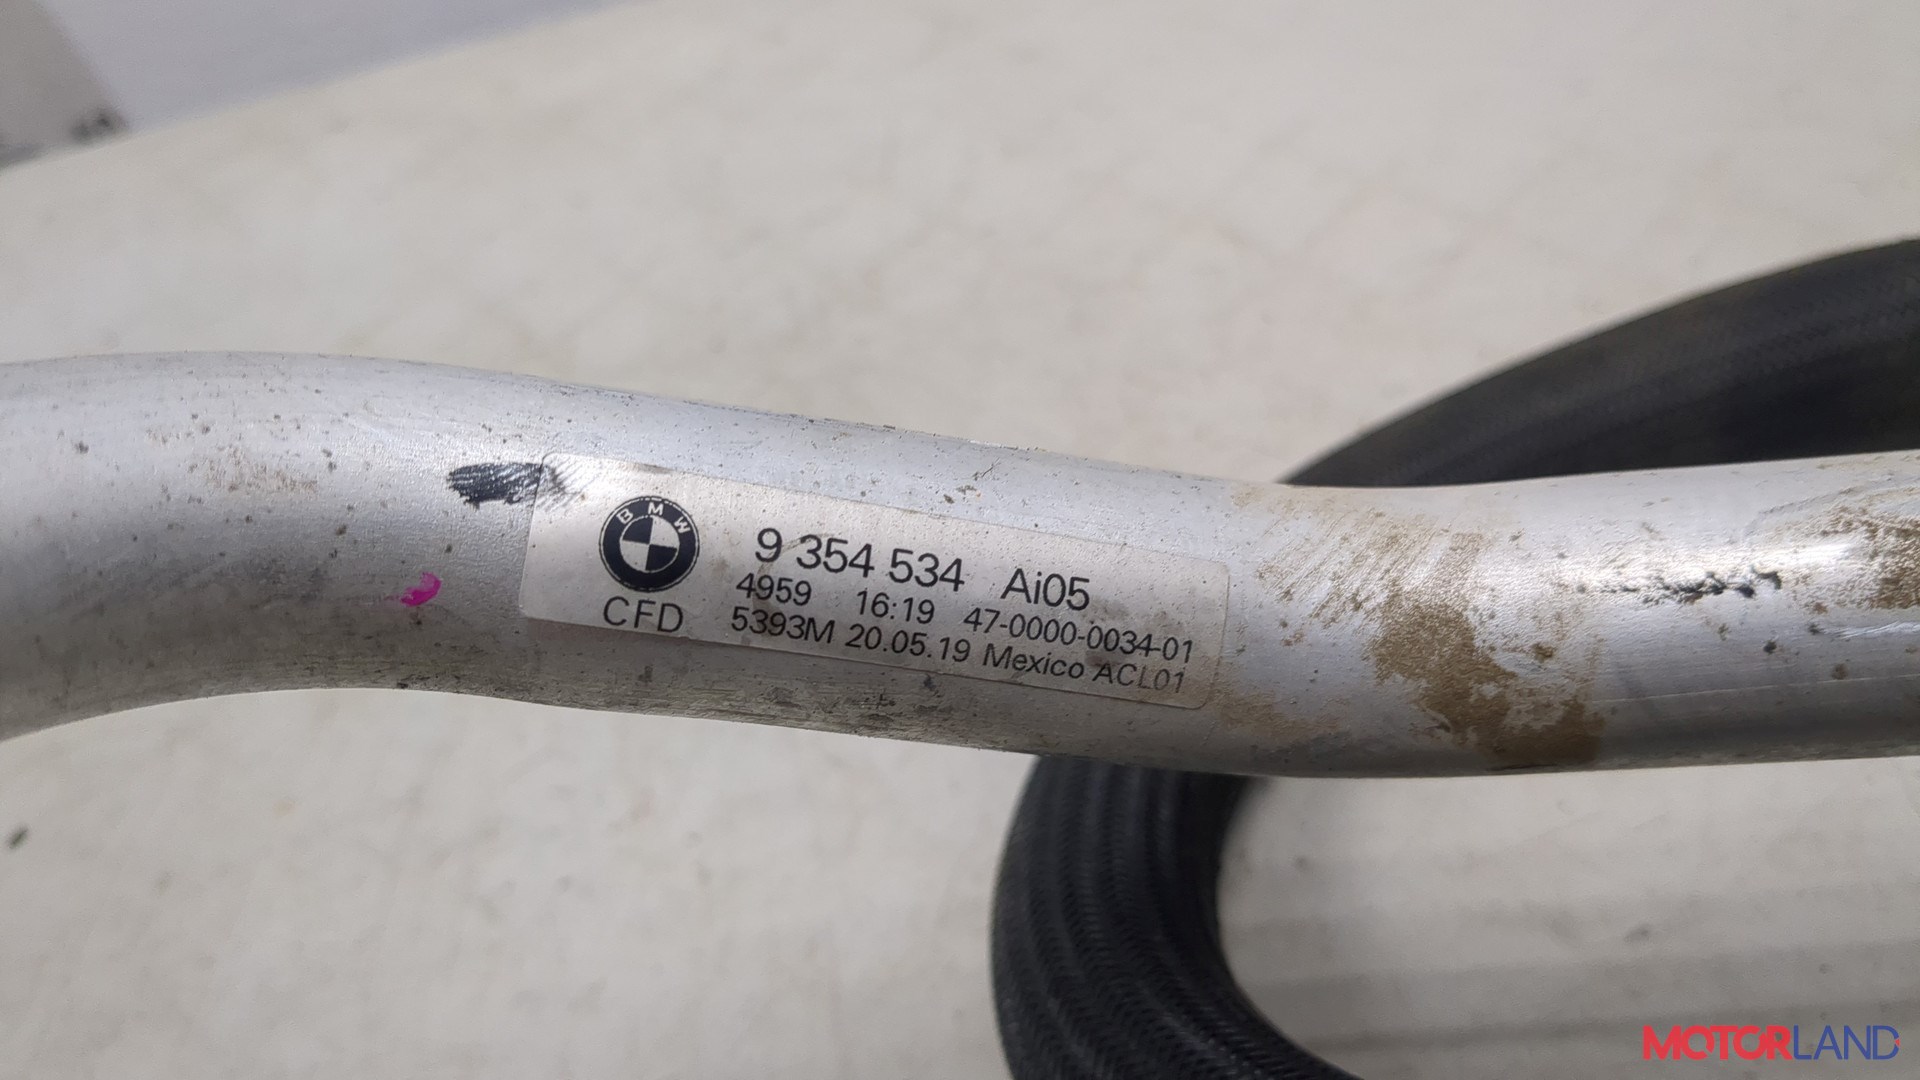 BMW
9 354 534 Ai05
4959 16:19 47-0000-0034-01
CFD 5393M 20.05.19 Mexico ACL01
MOTORLAND